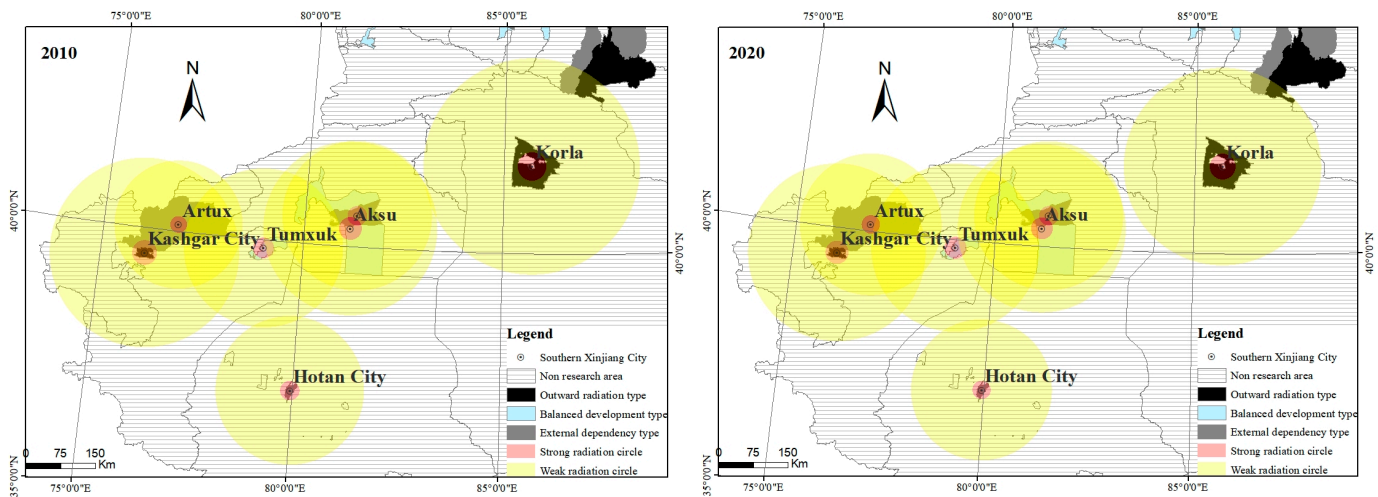 75°0'0"E 80°0'0"E 85°0'0"E
2010
N
Korla
40°0'0"N
Artux
Aksu
Kashgar City
Tumxuk
40°0'0"N
Hotan City
Legend
Southern Xinjiang City
Non research area
Outward radiation type
Balanced development type
External dependency type
Strong radiation circle
Weak radiation circle
0 75 150
Km
35°0'0"N
75°0'0"E 80°0'0"E 85°0'0"E
75°0'0"E 80°0'0"E 85°0'0"E
2020
N
Korla
40°0'0"N
Artux
Aksu
Kashgar City
Tumxuk
40°0'0"N
Hotan City
Legend
Southern Xinjiang City
Non research area
Outward radiation type
Balanced development type
External dependency type
Strong radiation circle
Weak radiation circle
0 75 150
Km
35°0'0"N
75°0'0"E 80°0'0"E 85°0'0"E